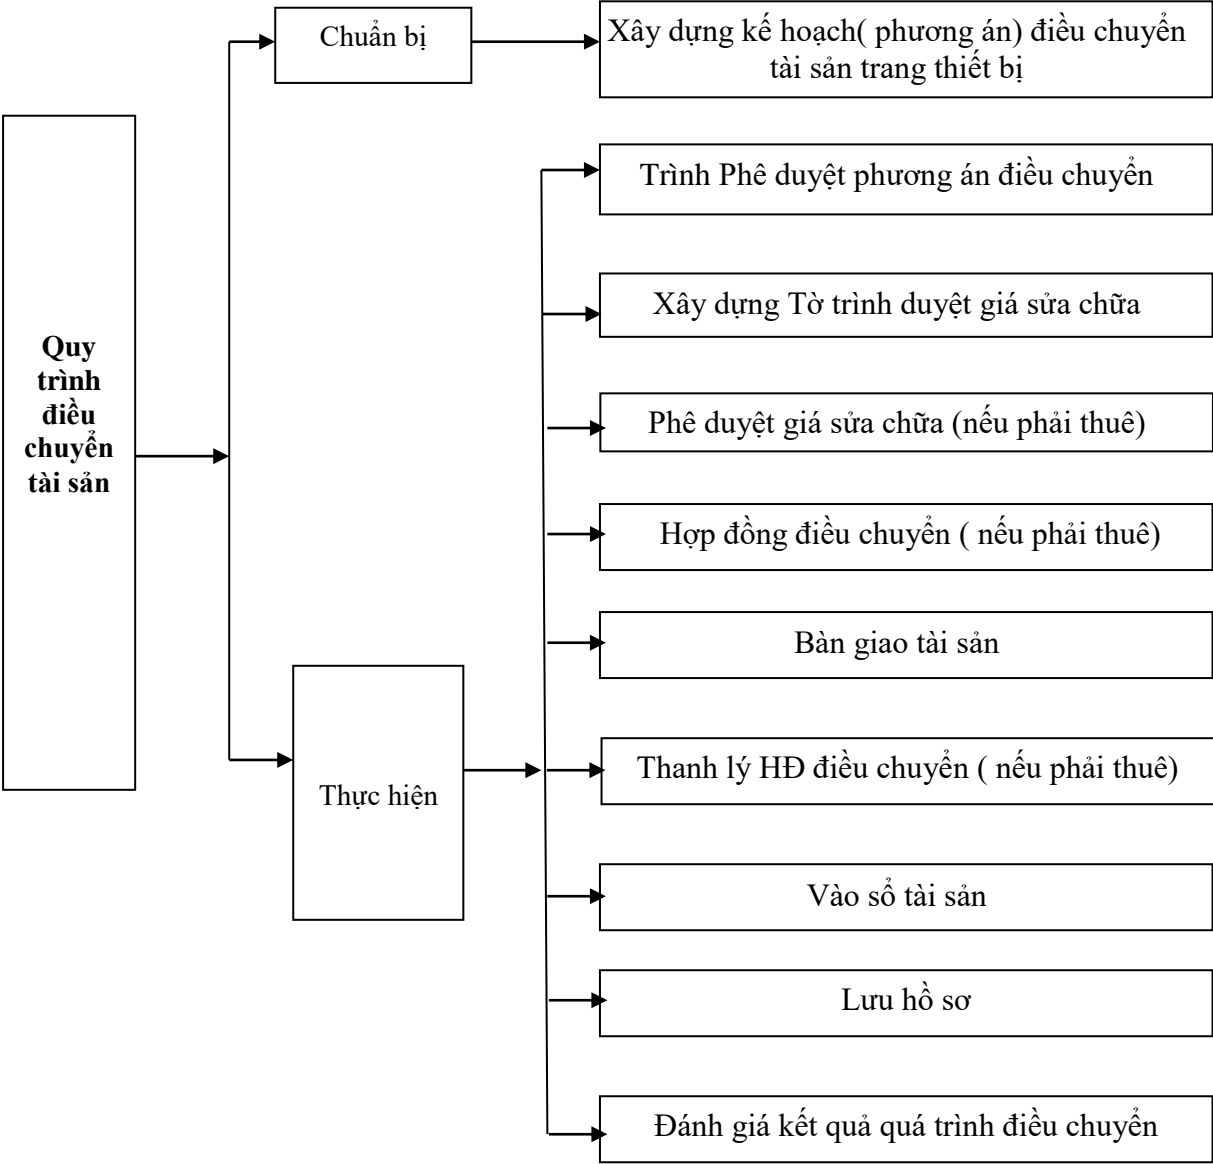 Chuẩn bị
Xây dựng kế hoạch( phương án) điều chuyển
tài sản trang thiết bị
Quy
trình
điều
chuyển
tài sản
Trình Phê duyệt phương án điều chuyển
Xây dựng Tờ trình duyệt giá sửa chữa
Phê duyệt giá sửa chữa (nếu phải thuê)
Hợp đồng điều chuyển ( nếu phải thuê)
Bàn giao tài sản
Thực hiện
Thanh lý HĐ điều chuyển ( nếu phải thuê)
Vào sổ tài sản
Lưu hồ sơ
Đánh giá kết quả quá trình điều chuyển